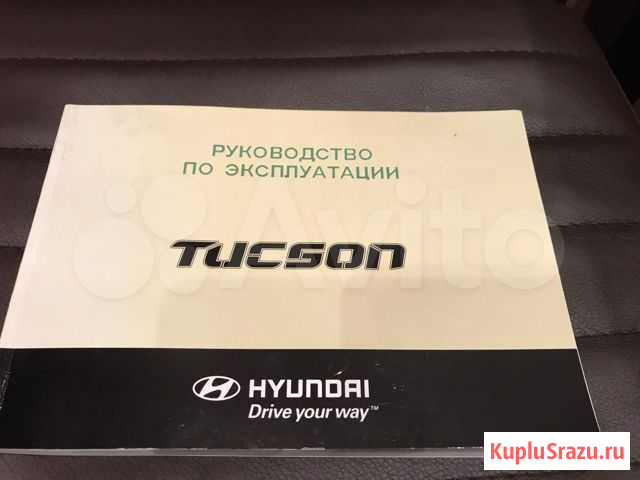 РУКОВОДСТВО
ПО ЭКСПЛУАТАЦИИ
Avito
TUCSON
HYUNDAI
Drive your way™
KupluSrazu.ru